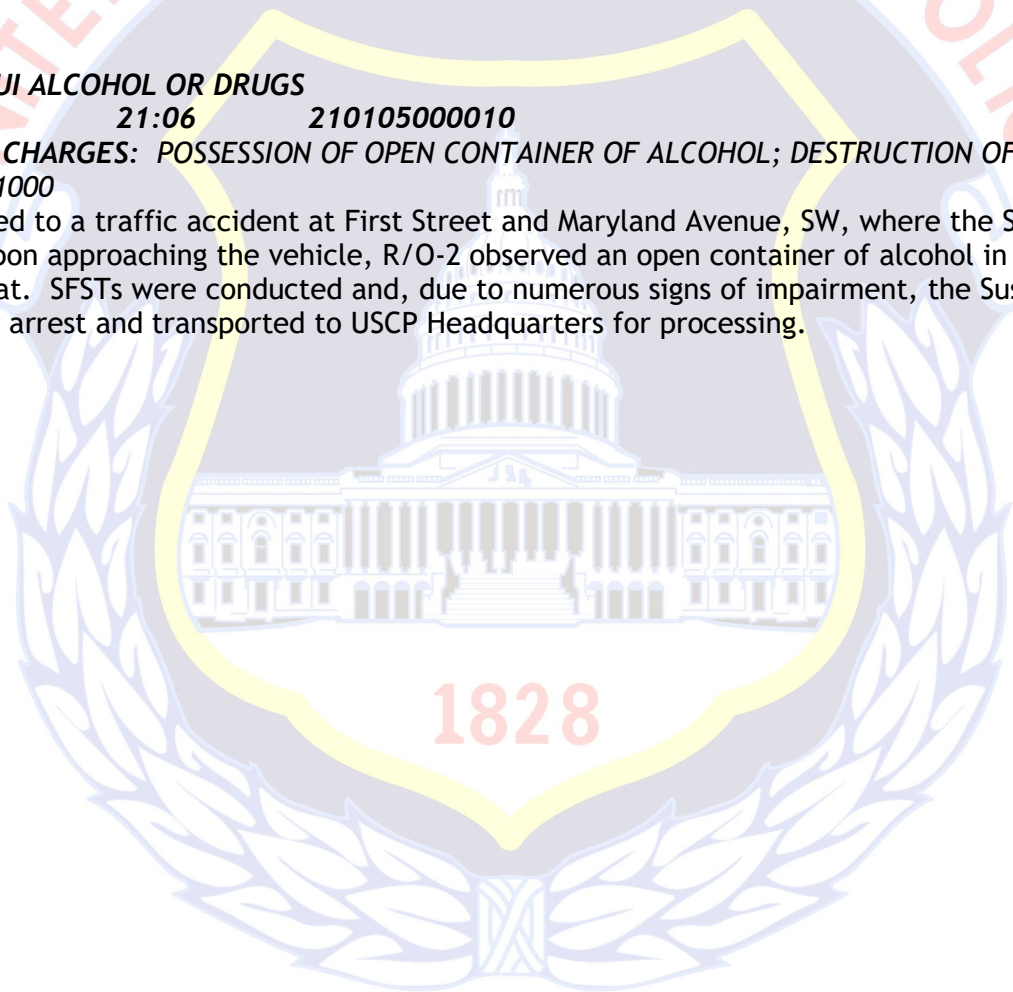 UI ALCOHOL OR DRUGS
21:06 210105000010
CHARGES: POSSESSION OF OPEN CONTAINER OF ALCOHOL; DESTRUCTION OF
1000
ed to a traffic accident at First Street and Maryland Avenue, SW, where the S
pon approaching the vehicle, R/O-2 observed an open container of alcohol in
at. SFSTs were conducted and, due to numerous signs of impairment, the Sus
arrest and transported to USCP Headquarters for processing.
1828